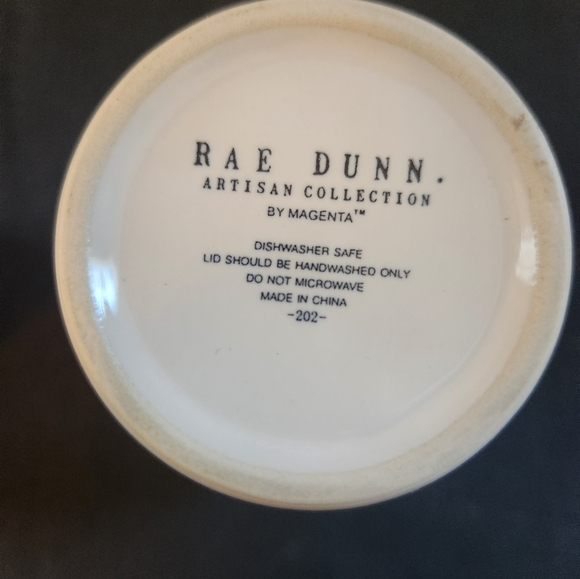 RAE DUNN.
ARTISAN COLLECTION
BY MAGENTA™
DISHWASHER SAFE
LID SHOULD BE HANDWASHED ONLY
DO NOT MICROWAVE
MADE IN CHINA
-202-